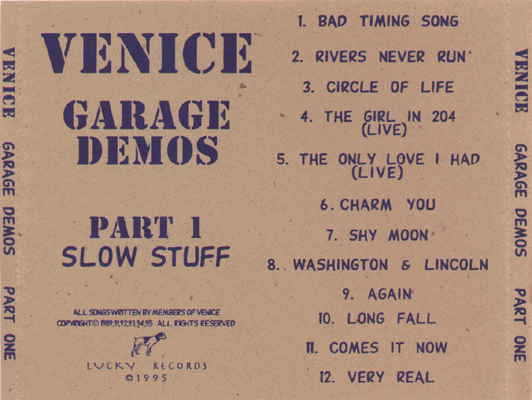 VENICE GARAGE DEMOS PART ONE
VENICE
GARAGE
DEMOS
PART 1
SLOW STUFF
ALL SONGS WRITTEN BY MEMBERS OF VENICE
COPYRIGHT© 1989,91,92,93,94,95 ALL RIGHTS RESERVED
LUCKY RECORDS
©1995
1. BAD TIMING SONG
2. RIVERS NEVER RUN
3. CIRCLE OF LIFE
4. THE GIRL IN 204
(LIVE)
5. THE ONLY LOVE I HAD
(LIVE)
6. CHARM YOU
7. SHY MOON
8. WASHINGTON & LINCOLN
9. AGAIN
10. LONG FALL
11. COMES IT NOW
12. VERY REAL
VENICE GARAGE DEMOS PART ONE